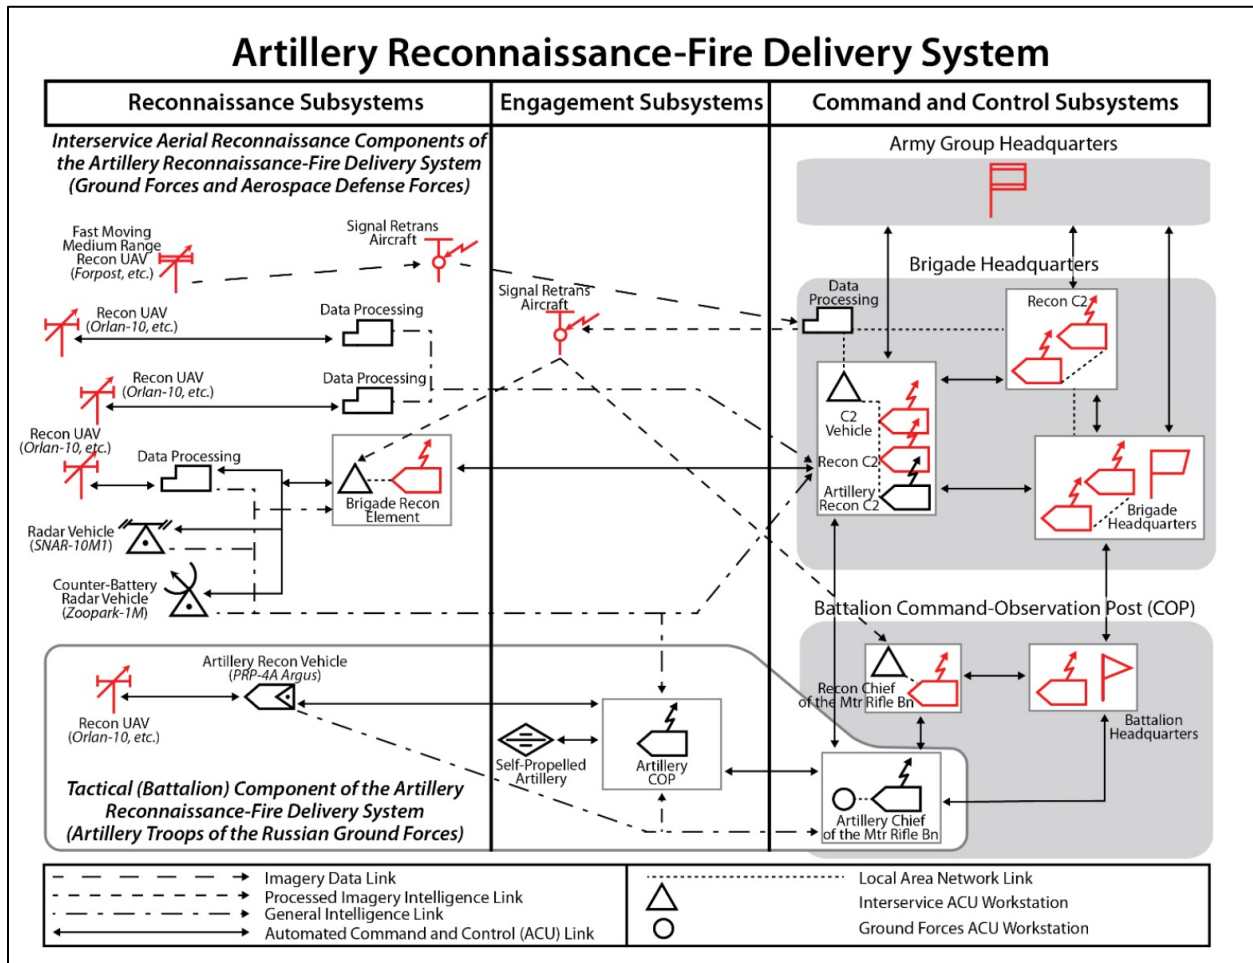 Artillery Reconnaissance-Fire Delivery System
Reconnaissance Subsystems
Engagement Subsystems
Command and Control Subsystems
Interservice Aerial Reconnaissance Components of
the Artillery Reconnaissance-Fire Delivery System
(Ground Forces and Aerospace Defense Forces)
Army Group Headquarters
Fast Moving
Medium Range
Recon UAV
(Forpost, etc.)
Signal Retrans
Aircraft
Signal Retrans
Aircraft
Brigade Headquarters
Data
Processing
Recon C2
Recon UAV
(Orlan-10, etc.)
Data Processing
Recon UAV
(Orlan-10, etc.)
Data Processing
C2
Vehicle
Recon C2
Artillery
Recon C2
Brigade
Headquarters
Recon UAV
(Orlan-10, etc.)
Data Processing
Brigade Recon
Element
Radar Vehicle
(SNAR-10M1)
Counter-Battery
Radar Vehicle
(Zoopark-1M)
Battalion Command-Observation Post (COP)
Recon Chief
of the Mtr Rifle Bn
Battalion
Headquarters
Artillery Recon Vehicle
(PRP-4A Argus)
Recon UAV
(Orlan-10, etc.)
Self-Propelled
Artillery
Artillery
COP
Artillery Chief
of the Mtr Rifle Bn
Tactical (Battalion) Component of the Artillery
Reconnaissance-Fire Delivery System
(Artillery Troops of the Russian Ground Forces)
Imagery Data Link
Processed Imagery Intelligence Link
General Intelligence Link
Automated Command and Control (ACU) Link
Local Area Network Link
Interservice ACU Workstation
Ground Forces ACU Workstation